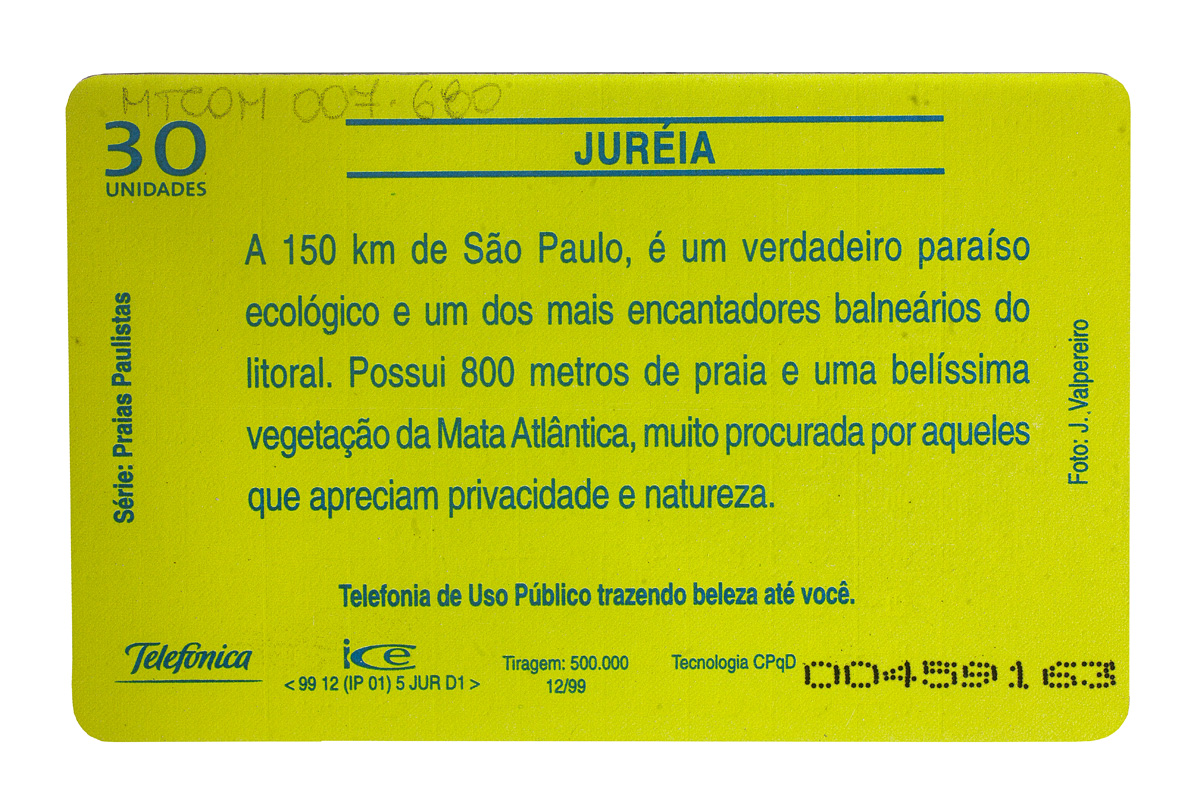 MTCOM 007.680
30
UNIDADES
JURÉIA
A 150 km de São Paulo, é um verdadeiro paraíso
ecológico e um dos mais encantadores balneários do
litoral. Possui 800 metros de praia e uma belíssima
vegetação da Mata Atlântica, muito procurada por aqueles
que apreciam privacidade e natureza.
Série: Praias Paulistas
Foto: J. Valpereiro
Telefonia de Uso Público trazendo beleza até você.
Telefónica
ice
< 99 12 (IP 01) 5 JUR D1 >
Tiragem: 500.000
12/99
Tecnologia CPqD
00459163